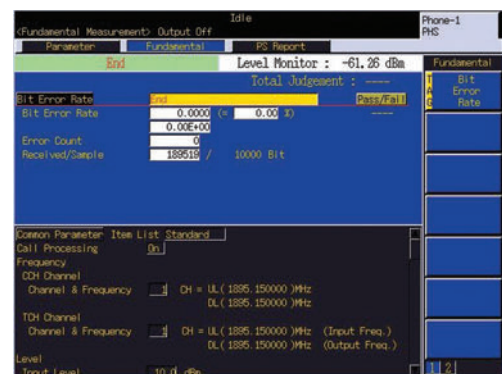 Idle
<Fundamental Measurement> Output Off
Phone-1
PHS
Parameter Fundamental PS Report
End Level Monitor : -61.26 dBm
Fundamental
Total Judgement : ----
TAG
Bit Error Rate
Bit Error Rate End Pass/Fail
Bit Error Rate 0.0000 (= 0.00 %) ----
0.00E+00
Error Count 0
Received/Sample 189519 / 10000 Bit
Common Parameter Item List Standard
Call Processing On
Frequency
CCH Channel
Channel & Frequency 1 CH = UL( 1895.150000 )MHz
DL( 1895.150000 )MHz
TCH Channel
Channel & Frequency 1 CH = UL( 1895.150000 )MHz (Input Freq.)
DL( 1895.150000 )MHz (Output Freq.)
Level
Input Level 10.0 dBm
1 2